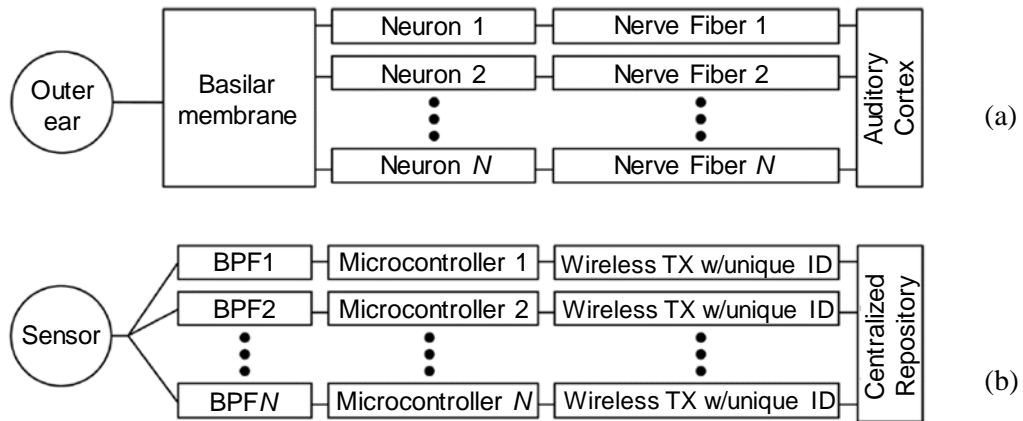 Outer
ear
Basilar
membrane
Neuron 1
Nerve Fiber 1
Neuron 2
Nerve Fiber 2
Neuron N
Nerve Fiber N
Auditory
Cortex
(a)
Sensor
BPF1
Microcontroller 1
Wireless TX w/unique ID
BPF2
Microcontroller 2
Wireless TX w/unique ID
BPFN
Microcontroller N
Wireless TX w/unique ID
Centralized
Repository
(b)